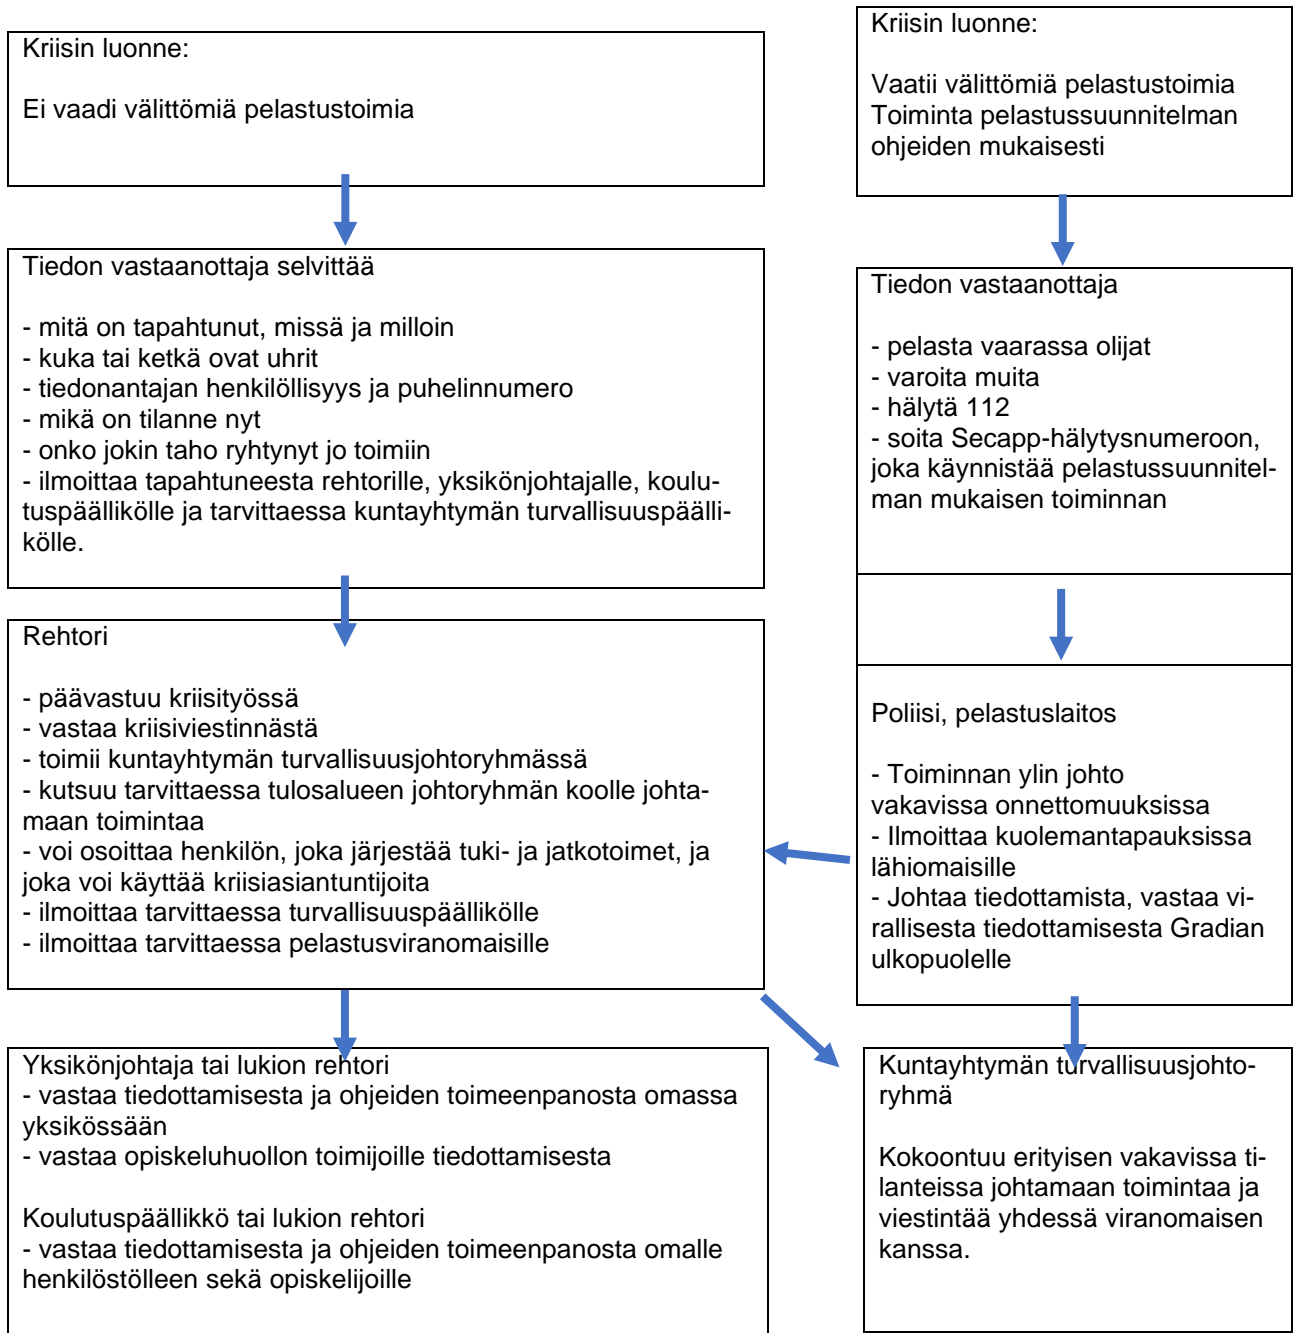 Kriisin luonne:
Ei vaadi välittömiä pelastustoimia
Tiedon vastaanottaja selvittää
- mitä on tapahtunut, missä ja milloin
- kuka tai ketkä ovat uhrit
- tiedonantajan henkilöllisyys ja puhelinnumero
- mikä on tilanne nyt
- onko jokin taho ryhtynyt jo toimiin
- ilmoittaa tapahtuneesta rehtorille, yksikönjohtajalle, koulu-
tuspäällikölle ja tarvittaessa kuntayhtymän turvallisuuspäälli-
kölle.
Rehtori
- päävastuu kriisityössä
- vastaa kriisiviestinnästä
- toimii kuntayhtymän turvallisuusjohtoryhmässä
- kutsuu tarvittaessa tulosalueen johtoryhmän koolle johta-
maan toimintaa
- voi osoittaa henkilön, joka järjestää tuki- ja jatkotoimet, ja
joka voi käyttää kriisiasiantuntijoita
- ilmoittaa tarvittaessa turvallisuuspäällikölle
- ilmoittaa tarvittaessa pelastusviranomaisille
Yksikönjohtaja tai lukion rehtori
- vastaa tiedottamisesta ja ohjeiden toimeenpanosta omassa
yksikössään
- vastaa opiskeluhuollon toimijoille tiedottamisesta
Koulutuspäällikkö tai lukion rehtori
- vastaa tiedottamisesta ja ohjeiden toimeenpanosta omalle
henkilöstölleen sekä opiskelijoille
Kriisin luonne:
Vaatii välittömiä pelastustoimia
Toiminta pelastussuunnitelman
ohjeiden mukaisesti
Tiedon vastaanottaja
- pelasta vaarassa olijat
- varoita muita
- hälytä 112
- soita Secapp-hälytysnumeroon,
joka käynnistää pelastussuunnitel-
man mukaisen toiminnan
Poliisi, pelastuslaitos
- Toiminnan ylin johto
vakavissa onnettomuuksissa
- Ilmoittaa kuolemantapauksissa
lähiomaisille
- Johtaa tiedottamista, vastaa vi-
rallisesta tiedottamisesta Gradian
ulkopuolelle
Kuntayhtymän turvallisuusjohto-
ryhmä
Kokoontuu erityisen vakavissa ti-
lanteissa johtamaan toimintaa ja
viestintää yhdessä viranomaisen
kanssa.